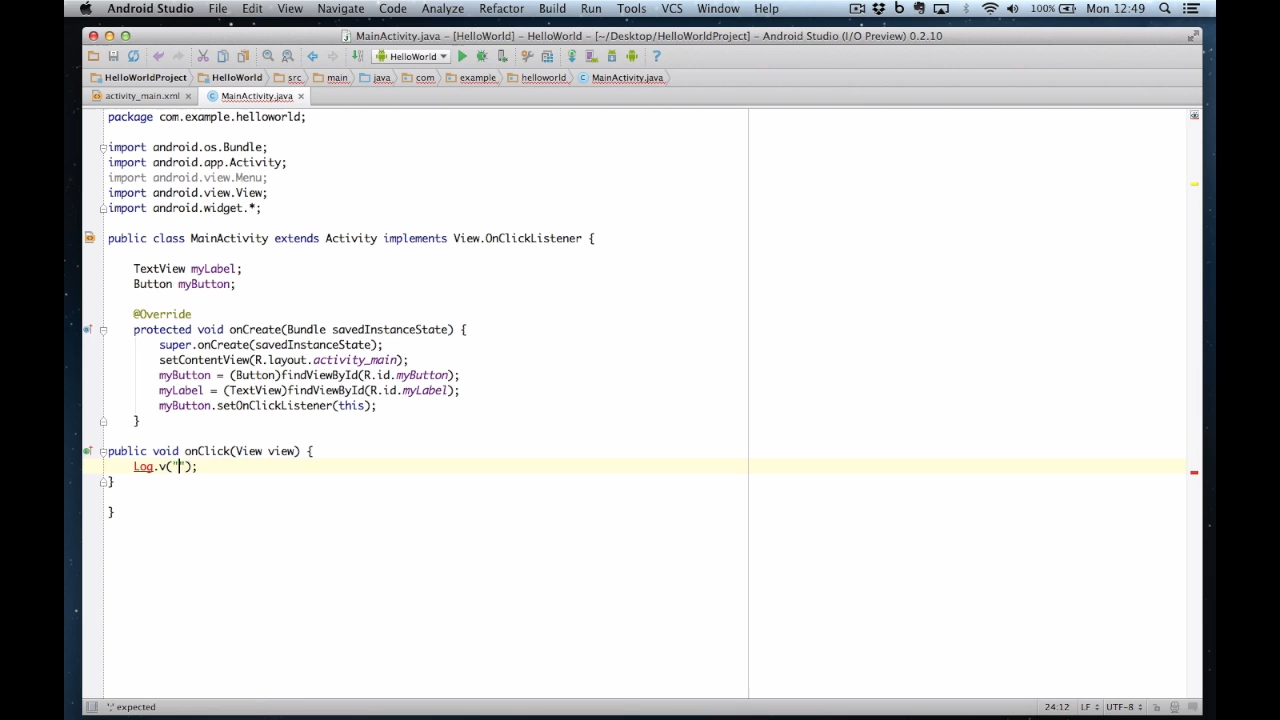 Android Studio File Edit View Navigate Code Analyze Refactor Build Run Tools VCS Window Help 100% Mon 12:49
MainActivity.java - [HelloWorld] - HelloWorld - [~/Desktop/HelloWorldProject] - Android Studio (I/O Preview) 0.2.10
HelloWorld
HelloWorldProject HelloWorld src main java com example helloworld MainActivity.java
activity_main.xml MainActivity.java
package com.example.helloworld;
import android.os.Bundle;
import android.app.Activity;
import android.view.Menu;
import android.view.View;
import android.widget.*;
public class MainActivity extends Activity implements View.OnClickListener {
TextView myLabel;
Button myButton;
@Override
protected void onCreate(Bundle savedInstanceState) {
super.onCreate(savedInstanceState);
setContentView(R.layout.activity_main);
myButton = (Button)findViewById(R.id.myButton);
myLabel = (TextView)findViewById(R.id.myLabel);
myButton.setOnClickListener(this);
}
public void onClick(View view) {
Log.v("");
}
}
';' expected 24:12 LF UTF-8